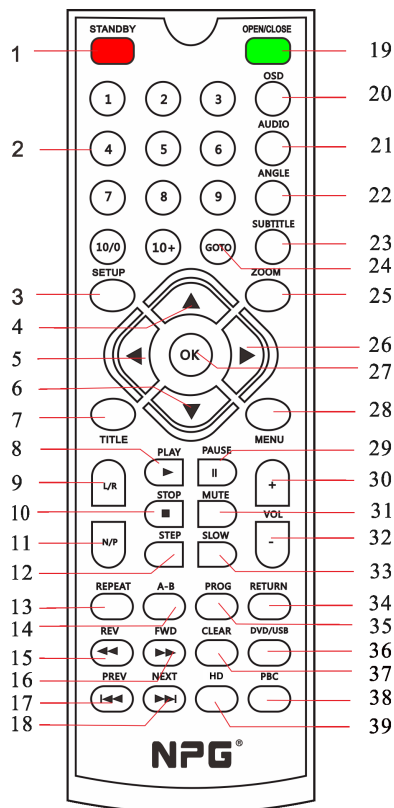 STANDBY OPEN/CLOSE
1 19
OSD
1 2 3 20
AUDIO
2 4 5 6 21
ANGLE
7 8 9 22
SUBTITLE
10/0 10+ GOTO 23
24
SETUP ZOOM
3 25
4
5 OK 26
27
6
7 28
TITLE MENU
8 PLAY PAUSE 29
9 L/R + 30
STOP MUTE
10 31
VOL
11 N/P - 32
STEP SLOW
12 33
REPEAT A-B PROG RETURN
13 34
14 35
REV FWD CLEAR DVD/USB
15 36
16 37
PREV NEXT HD PBC
17 38
18 39
NPG®